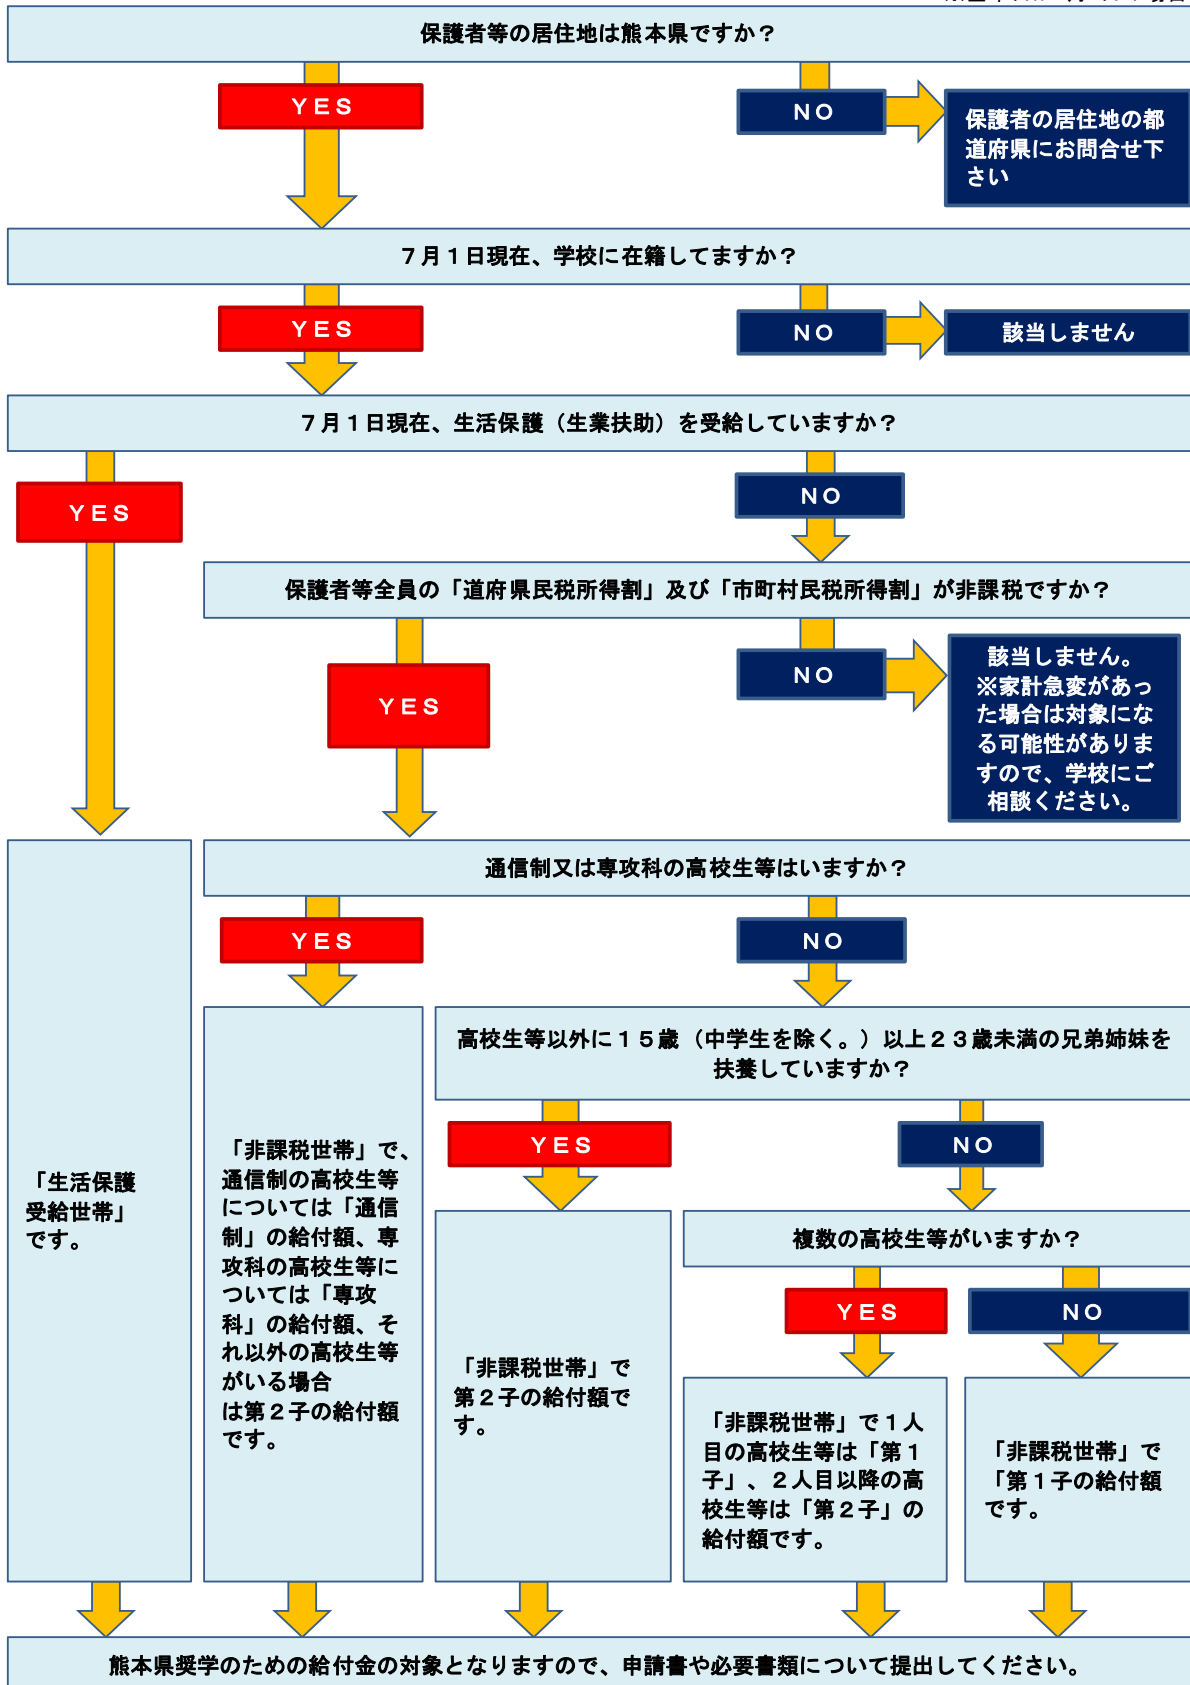 保護者等の居住地は熊本県ですか？
ＹＥＳ
ＮＯ
保護者の居住地の都
道府県にお問合せ下
さい
７月１日現在、学校に在籍してますか？
ＹＥＳ
ＮＯ
該当しません
７月１日現在、生活保護（生業扶助）を受給していますか？
ＹＥＳ
ＮＯ
保護者等全員の「道府県民税所得割」及び「市町村民税所得割」が非課税ですか？
ＹＥＳ
ＮＯ
該当しません。
※家計急変があっ
た場合は対象にな
る可能性がありま
すので、学校にご
相談ください。
通信制又は専攻科の高校生等はいますか？
ＹＥＳ
ＮＯ
高校生等以外に１５歳（中学生を除く。）以上２３歳未満の兄弟姉妹を
扶養していますか？
ＹＥＳ
ＮＯ
「生活保護
受給世帯」
です。
「非課税世帯」で、
通信制の高校生等
については「通信
制」の給付額、専
攻科の高校生等に
ついては「専攻
科」の給付額、そ
れ以外の高校生等
がいる場合
は第２子の給付額
です。
「非課税世帯」で
第２子の給付額で
す。
複数の高校生等がいますか？
ＹＥＳ
ＮＯ
「非課税世帯」で１人
目の高校生等は「第１
子」、２人目以降の高
校生等は「第２子」の
給付額です。
「非課税世帯」で
「第１子の給付額
です。
熊本県奨学のための給付金の対象となりますので、申請書や必要書類について提出してください。